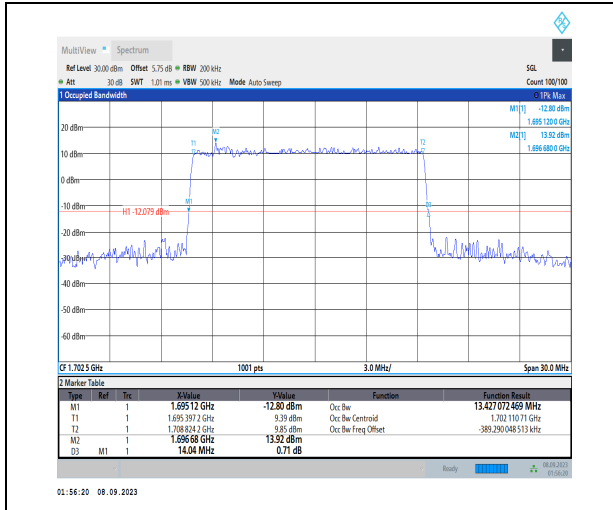 MultiView Spectrum
Ref Level 30.00 dBm Offset 5.75 dB RBW 200 kHz SGL
Att 30 dB SWT 1.01 ms VBW 500 kHz Mode Auto Sweep Count 100/100
1 Occupied Bandwidth 1Pk Max
M1[1] -12.80 dBm
1.695 120 0 GHz
M2[1] 13.92 dBm
1.696 680 0 GHz
20 dBm
M2
T1
T2
10 dBm
0 dBm
M1
-10 dBm
D3
H1 -12.079 dBm
-20 dBm
-30 dBm
-40 dBm
-50 dBm
-60 dBm
CF 1.702 5 GHz 1001 pts 3.0 MHz/ Span 30.0 MHz
2 Marker Table
Type Ref Trc X-Value Y-Value Function Function Result
M1 1 1.695 12 GHz -12.80 dBm Occ Bw 13.427 072 469 MHz
T1 1 1.695 397 2 GHz 9.39 dBm Occ Bw Centroid 1.702 110 71 GHz
T2 1 1.708 824 2 GHz 9.85 dBm Occ Bw Freq Offset -389.290 048 513 kHz
M2 1 1.696 68 GHz 13.92 dBm
D3 M1 1 14.04 MHz 0.71 dB
Ready 08.09.2023
01:56:20
01:56:20 08.09.2023